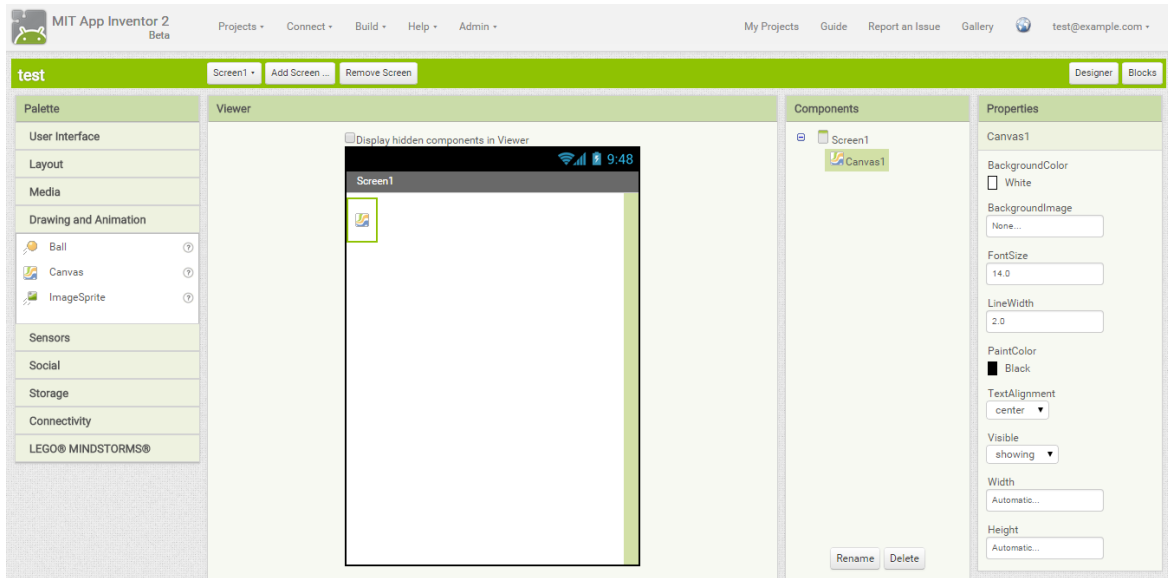 MIT App Inventor 2
Beta
Projects Connect Build Help Admin My Projects Guide Report an Issue Gallery test@example.com
test Screen1 Add Screen ... Remove Screen Designer Blocks
Palette
User Interface
Layout
Media
Drawing and Animation
Ball ?
Canvas ?
ImageSprite ?
Sensors
Social
Storage
Connectivity
LEGO® MINDSTORMS®
Viewer
Display hidden components in Viewer
9:48
Screen1
Components
Screen1
Canvas1
Rename Delete
Properties
Canvas1
BackgroundColor
White
BackgroundImage
None...
FontSize
14.0
LineWidth
2.0
PaintColor
Black
TextAlignment
center
Visible
showing
Width
Automatic...
Height
Automatic...